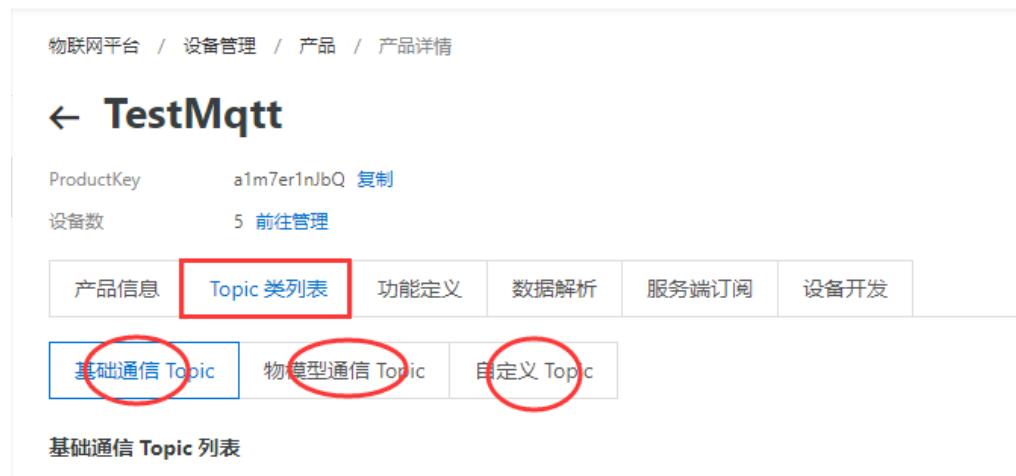 物联网平台 / 设备管理 / 产品 / 产品详情
← TestMqtt
ProductKey a1m7er1nJbQ 复制
设备数 5 前往管理
产品信息 Topic 类列表 功能定义 数据解析 服务端订阅 设备开发
基础通信 Topic 物模型通信 Topic 自定义 Topic
基础通信 Topic 列表